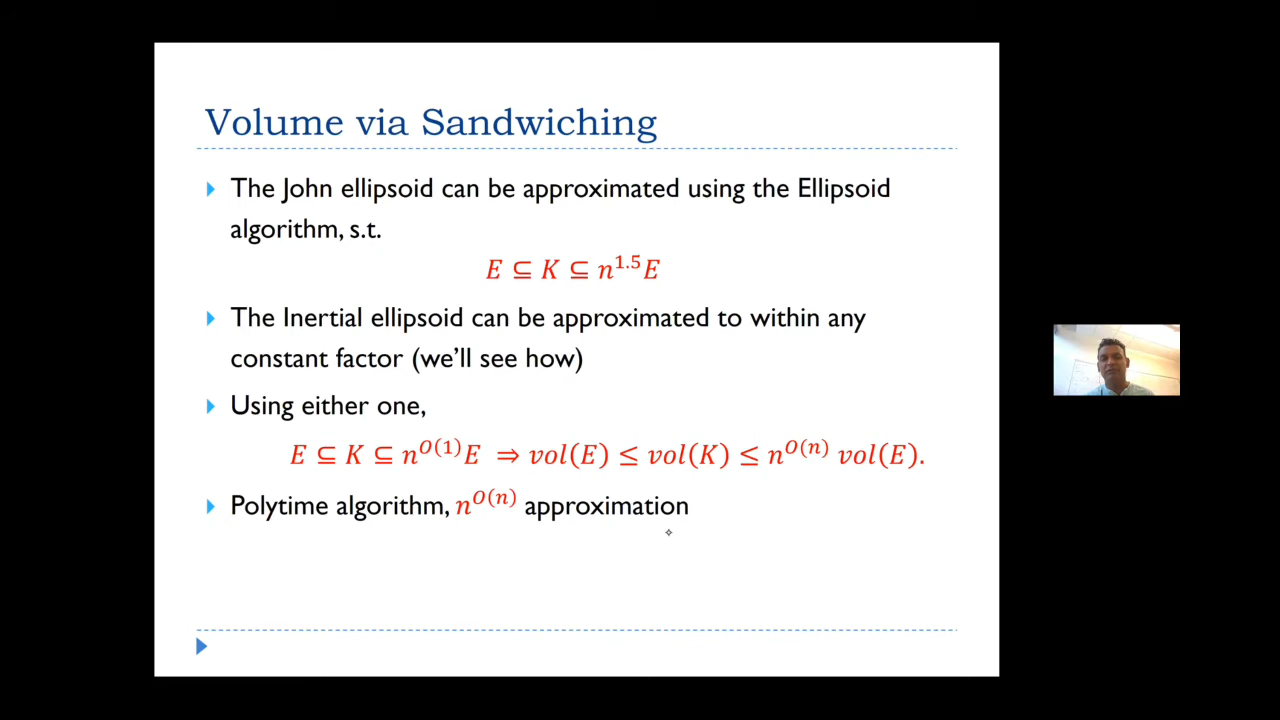 Volume via Sandwiching
The John ellipsoid can be approximated using the Ellipsoid
algorithm, s.t.
E ⊆ K ⊆ n^{1.5}E
The Inertial ellipsoid can be approximated to within any
constant factor (we'll see how)
Using either one,
E ⊆ K ⊆ n^{O(1)}E ⇒ vol(E) ≤ vol(K) ≤ n^{O(n)} vol(E).
Polytime algorithm, n^{O(n)} approximation